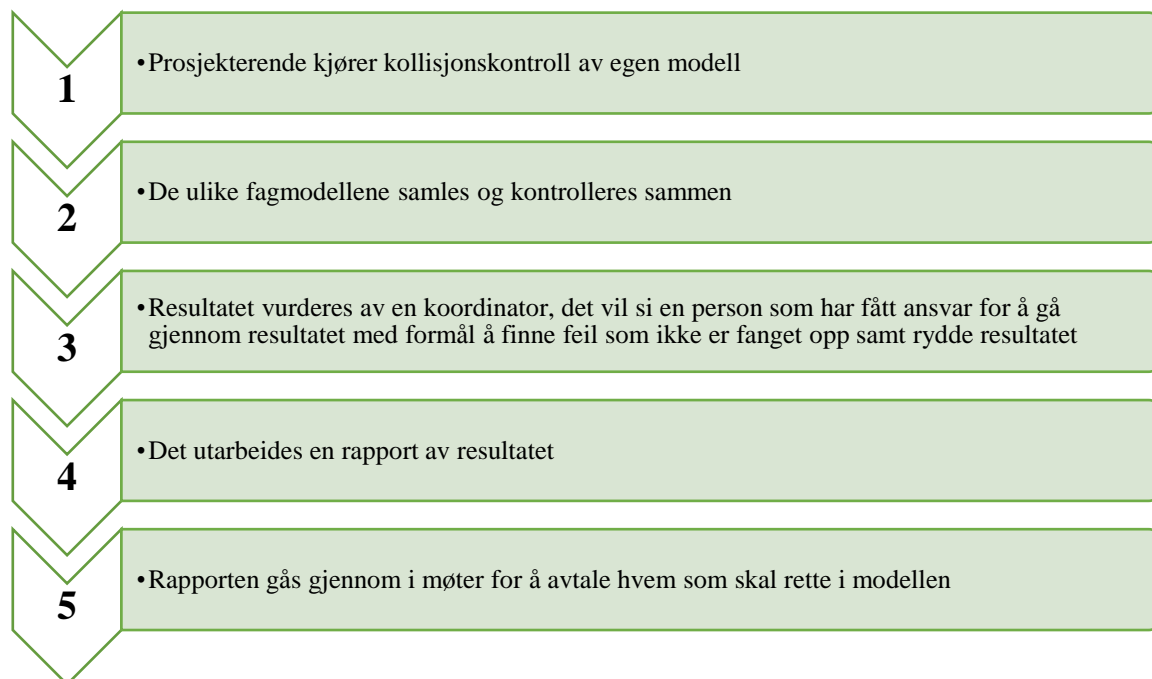 1
•Prosjekterende kjører kollisjonskontroll av egen modell
2
•De ulike fagmodellene samles og kontrolleres sammen
3
•Resultatet vurderes av en koordinator, det vil si en person som har fått ansvar for å gå
gjennom resultatet med formål å finne feil som ikke er fanget opp samt rydde resultatet
4
•Det utarbeides en rapport av resultatet
5
•Rapporten gås gjennom i møter for å avtale hvem som skal rette i modellen